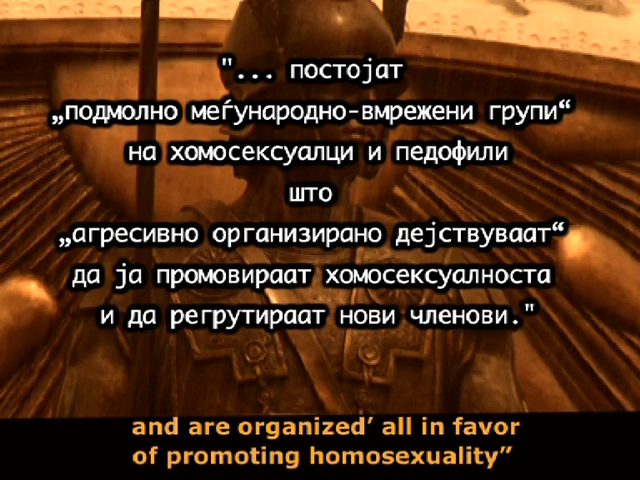 "... постојат
„подмолно меѓународно-вмрежени групи“
на хомосексуалци и педофили
што
„агресивно организирано дејствуваат“
да ја промовираат хомосексуалноста
и да регрутираат нови членови."
and are organized’ all in favor
of promoting homosexuality”